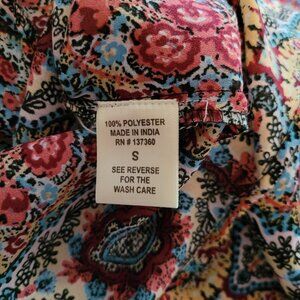 100% POLYESTER
MADE IN INDIA
RN # 137360
S
SEE REVERSE
FOR THE
WASH CARE